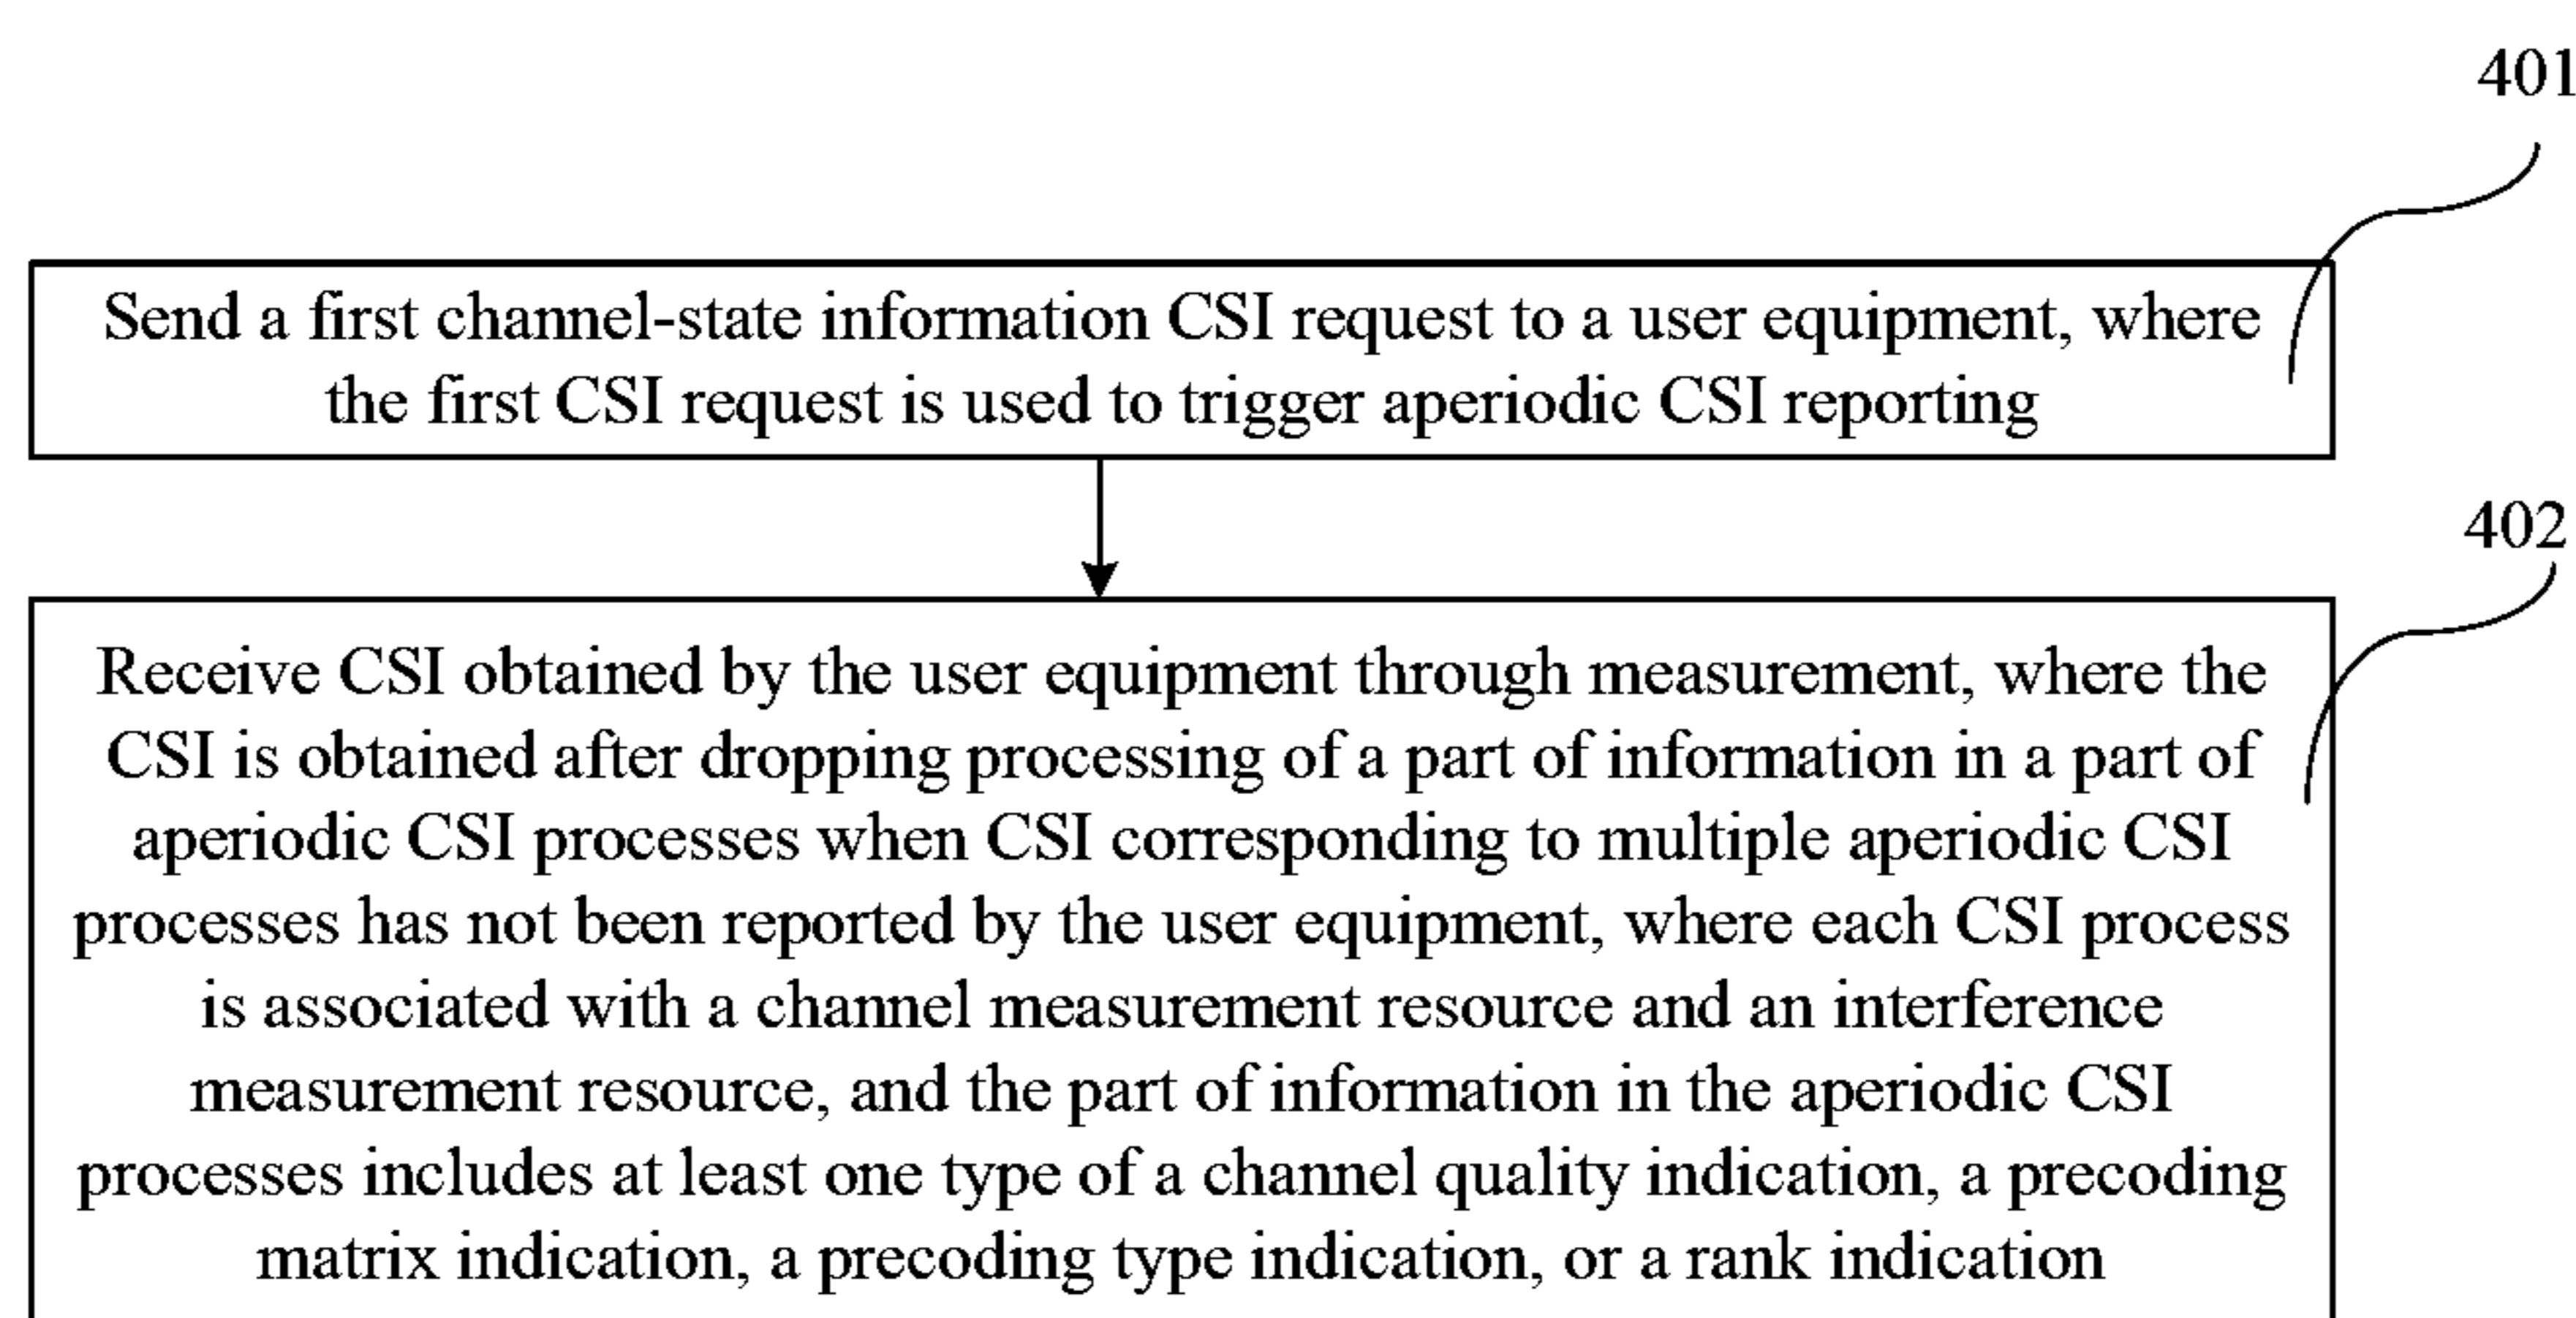 401
Send a first channel-state information CSI request to a user equipment, where
the first CSI request is used to trigger aperiodic CSI reporting
402
Receive CSI obtained by the user equipment through measurement, where the
CSI is obtained after dropping processing of a part of information in a part of
aperiodic CSI processes when CSI corresponding to multiple aperiodic CSI
processes has not been reported by the user equipment, where each CSI process
is associated with a channel measurement resource and an interference
measurement resource, and the part of information in the aperiodic CSI
processes includes at least one type of a channel quality indication, a precoding
matrix indication, a precoding type indication, or a rank indication